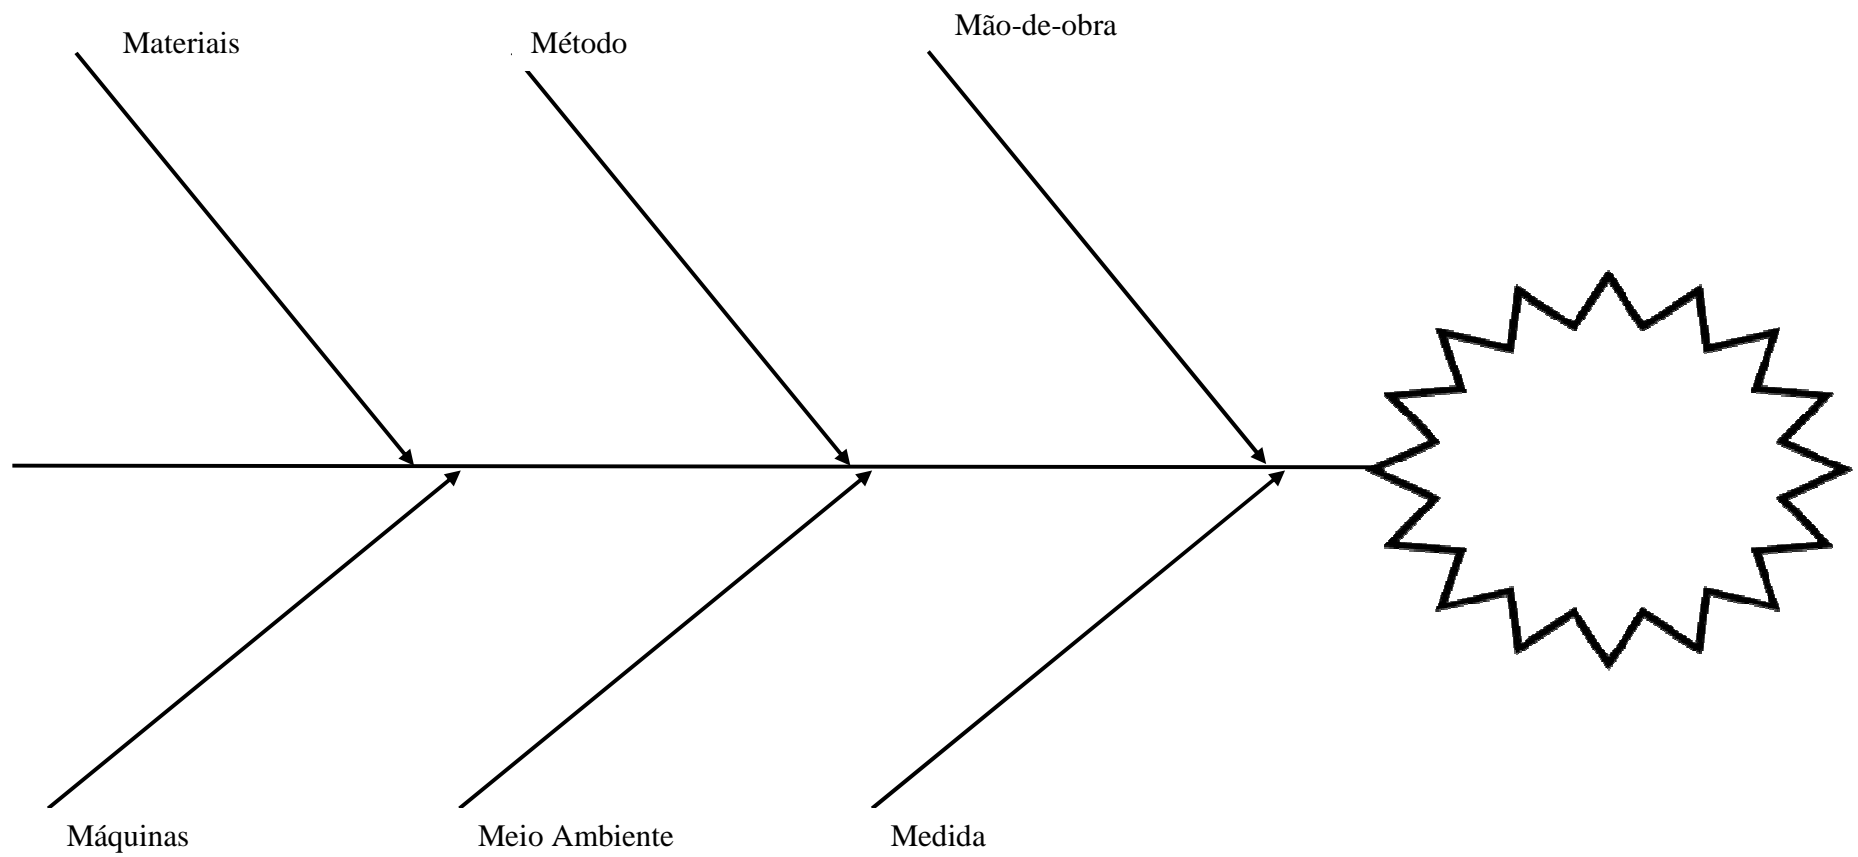 Mão-de-obra
Materiais
Método
Máquinas
Meio Ambiente
Medida